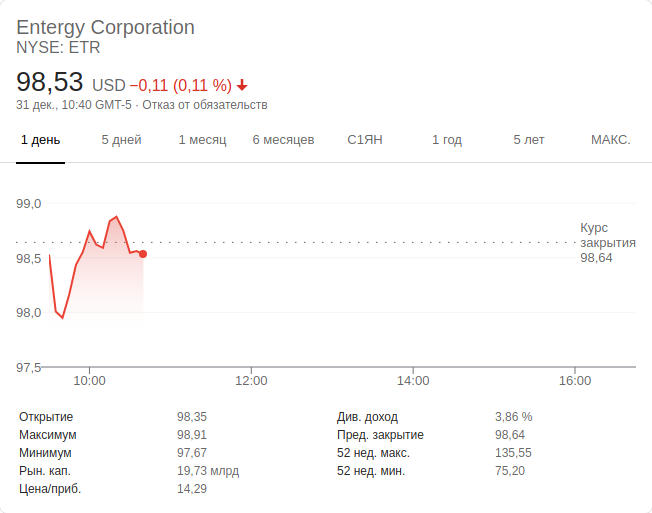 Entergy Corporation
NYSE: ETR
98,53 USD −0,11 (0,11 %)
31 дек., 10:40 GMT-5 · Отказ от обязательств
1 день 5 дней 1 месяц 6 месяцев С1ЯН 1 год 5 лет МАКС.
99,0
Курс
закрытия
98,5 98,64
98,0
97,5
10:00 12:00 14:00 16:00
Открытие 98,35 Див. доход 3,86 %
Максимум 98,91 Пред. закрытие 98,64
Минимум 97,67 52 нед. макс. 135,55
Рын. кап. 19,73 млрд 52 нед. мин. 75,20
Цена/приб. 14,29